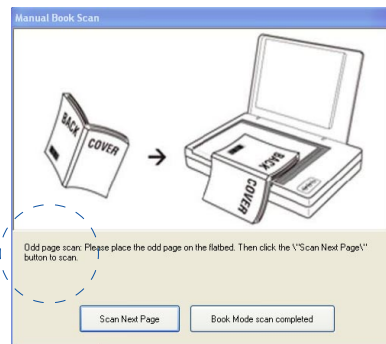 Manual Book Scan
BACK
COVER
BACK
COVER
Odd page scan: Please place the odd page on the flatbed. Then click the \"Scan Next Page\"
button to scan.
Scan Next Page
Book Mode scan completed